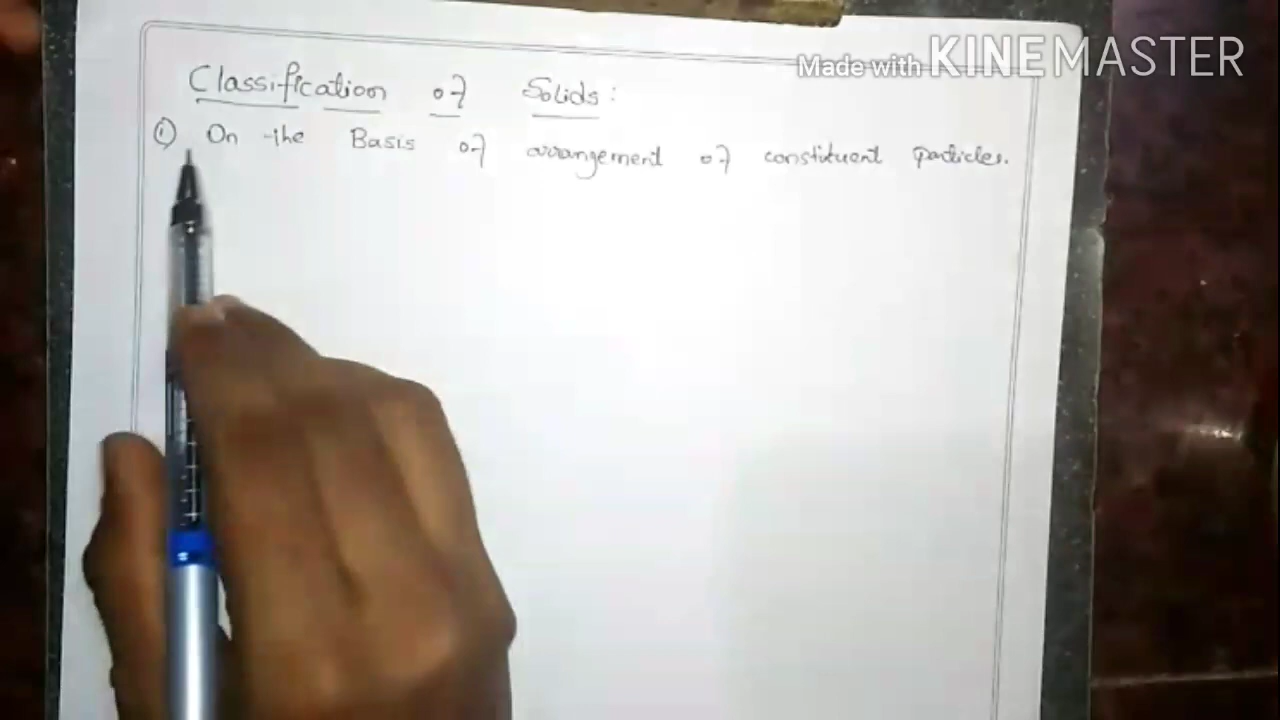 Made with KINEMASTER
Classification of Solids:
① On the Basis of arrangement of constituent particles.